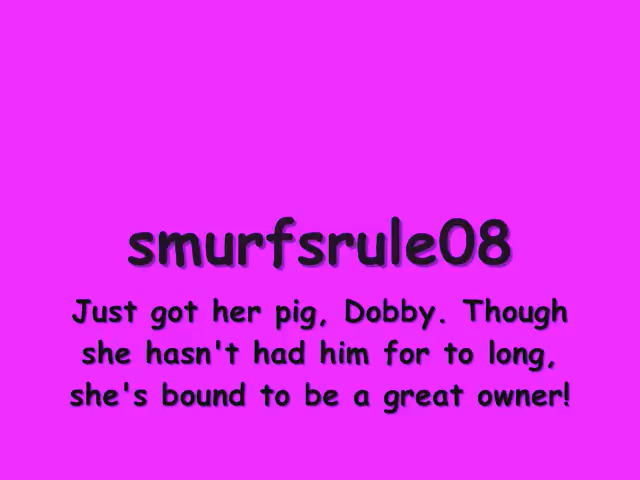 smurfsrule08
Just got her pig, Dobby. Though
she hasn't had him for to long,
she's bound to be a great owner!